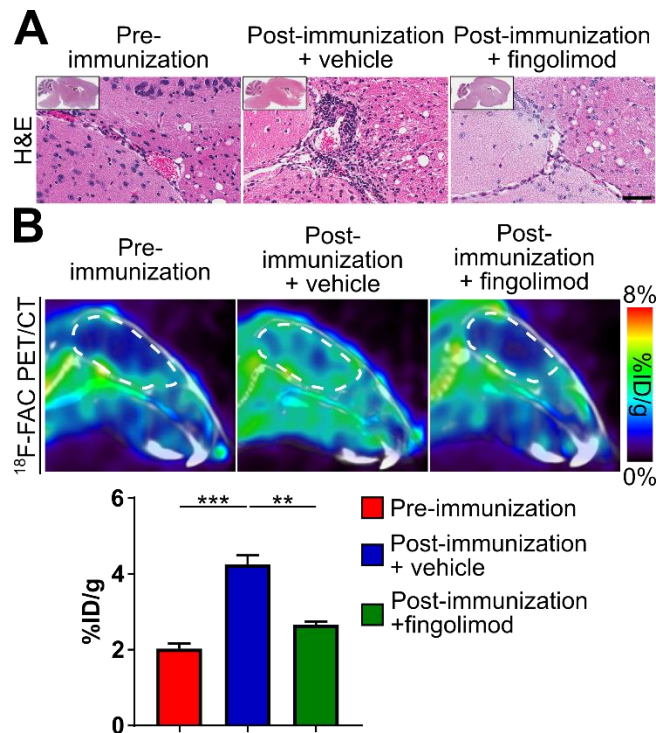 A
Pre-
immunization
Post-immunization
+ vehicle
Post-immunization
+ fingolimod
H&E
B
Pre-
immunization
Post-
immunization
+ vehicle
Post-
immunization
+ fingolimod
¹⁸F-FAC PET/CT
8%
%ID/g
0%
6
4
2
0
%ID/g
***
**
Pre-immunization
Post-immunization
+ vehicle
Post-immunization
+fingolimod